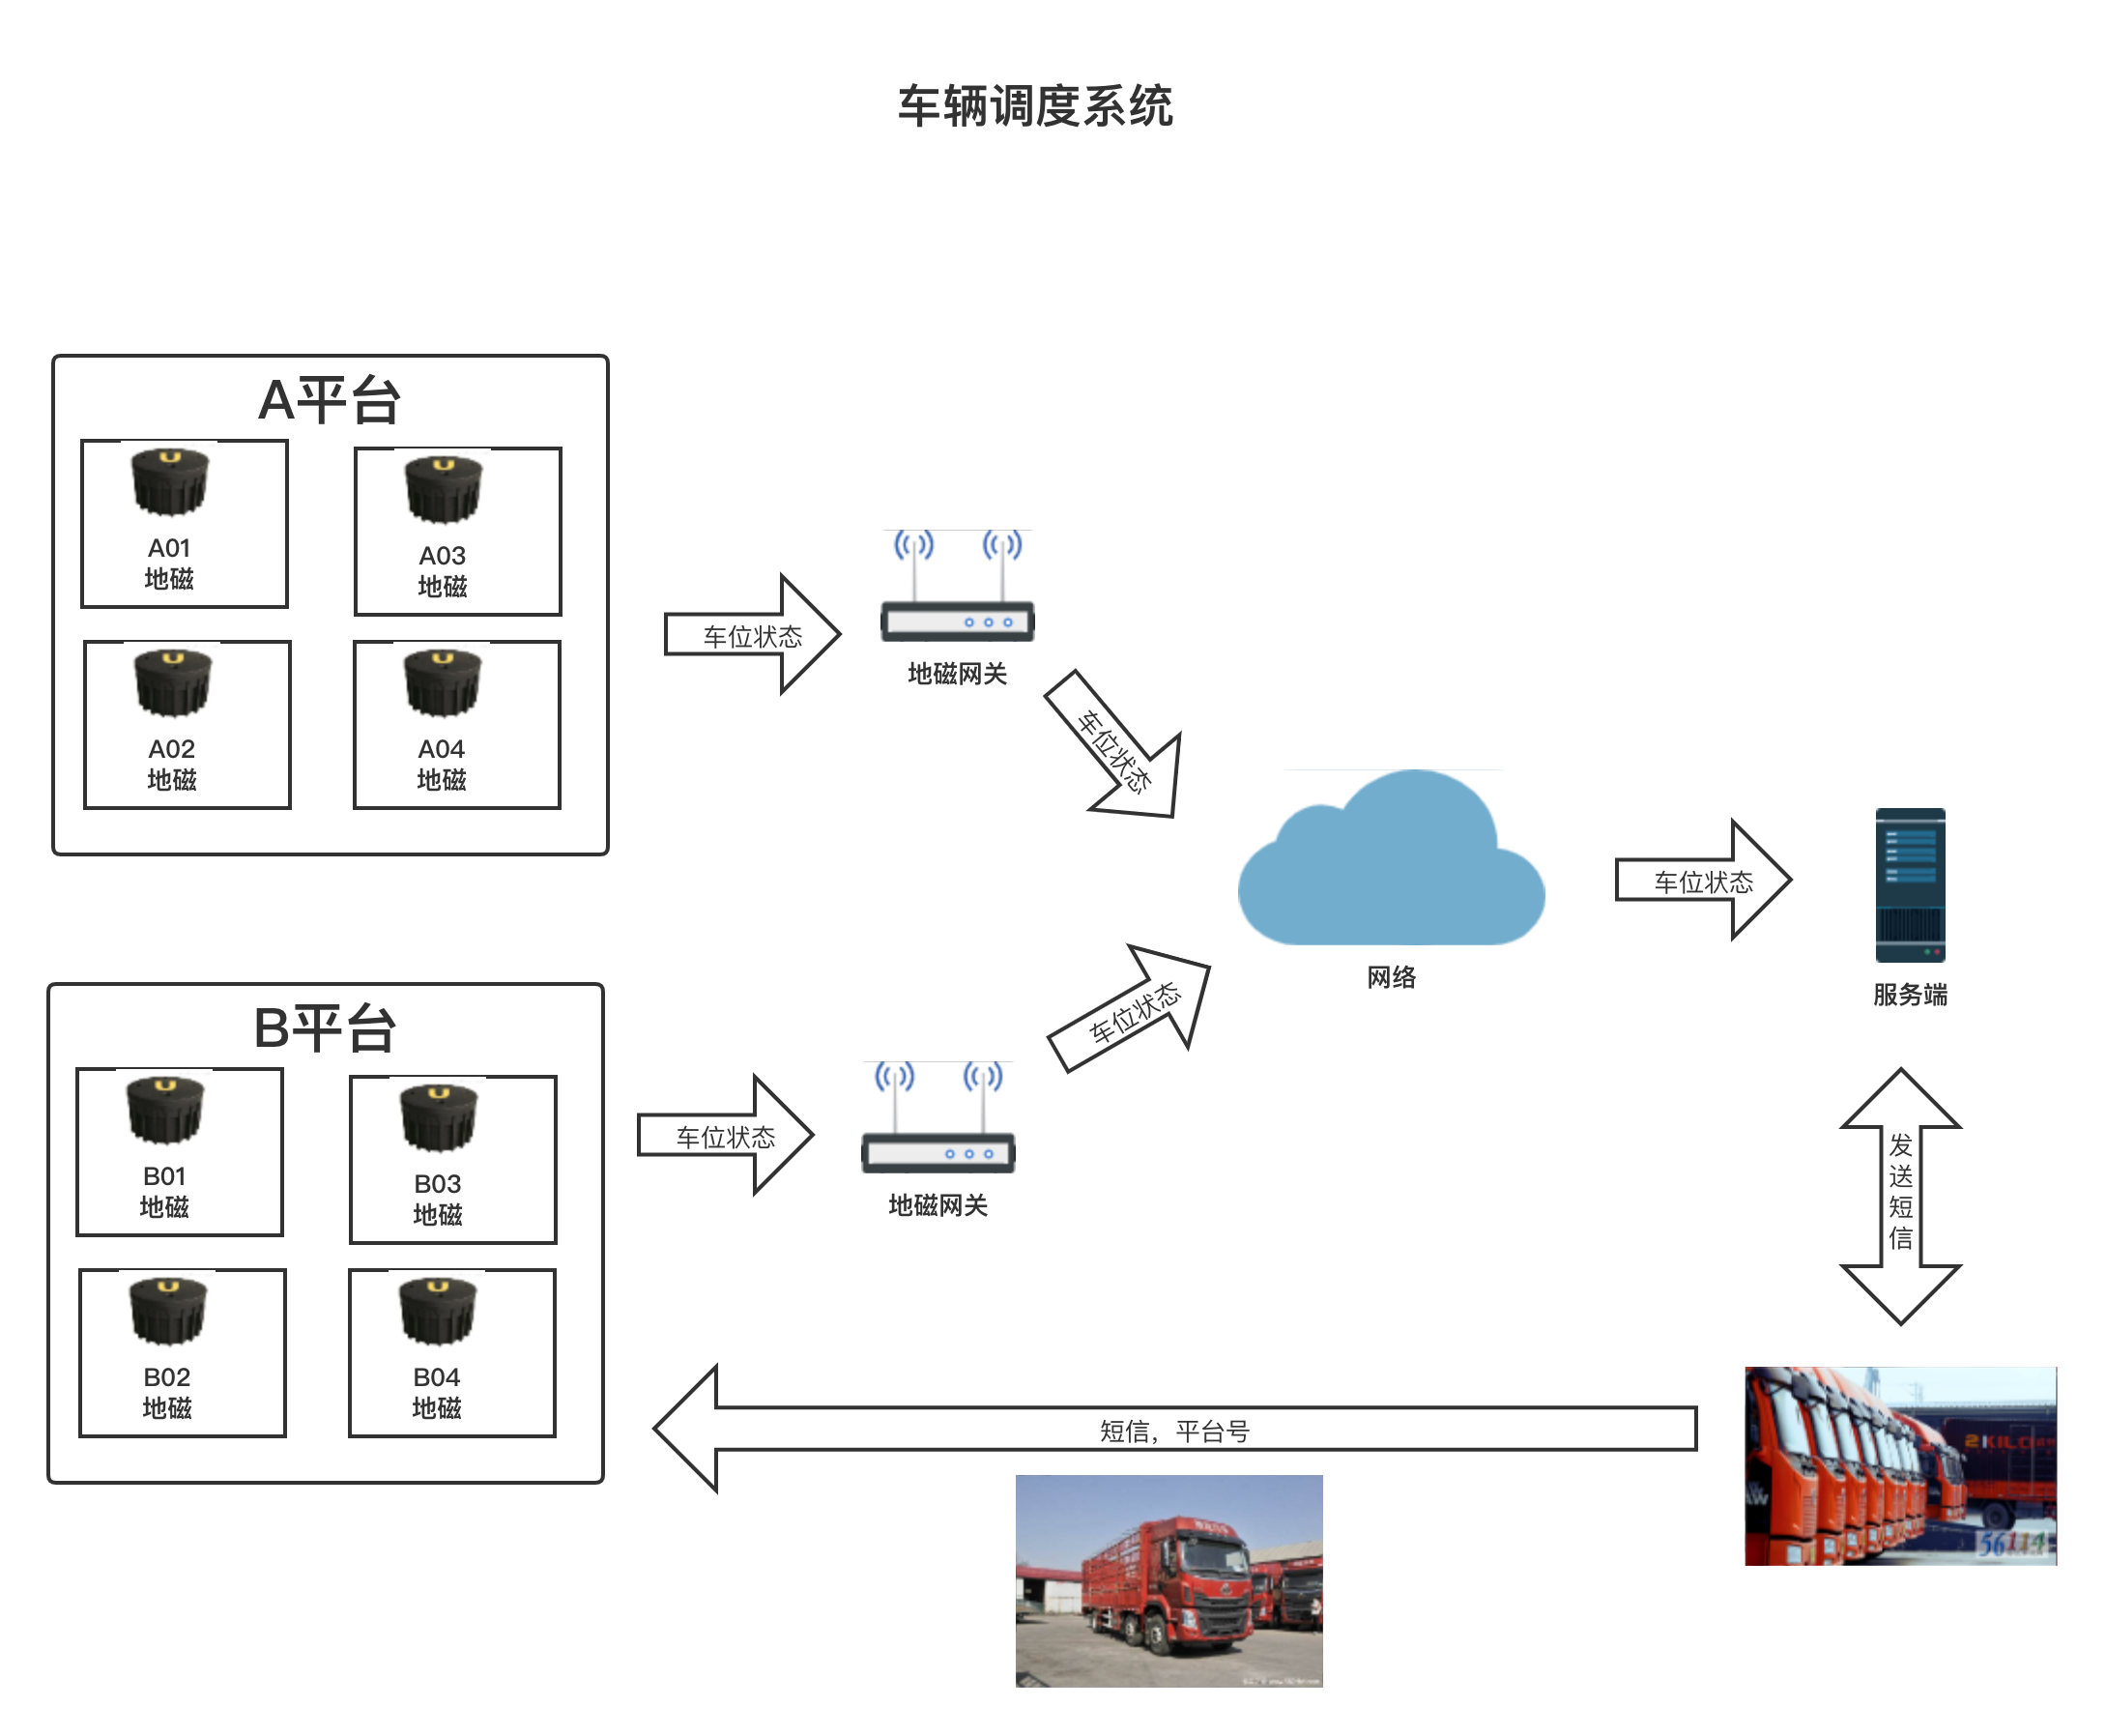 车辆调度系统
A平台
A01
地磁
A03
地磁
A02
地磁
A04
地磁
车位状态
地磁网关
车位状态
网络
车位状态
服务端
B平台
B01
地磁
B03
地磁
B02
地磁
B04
地磁
车位状态
地磁网关
车位状态
发
送
短
信
短信，平台号
2KILO
56114